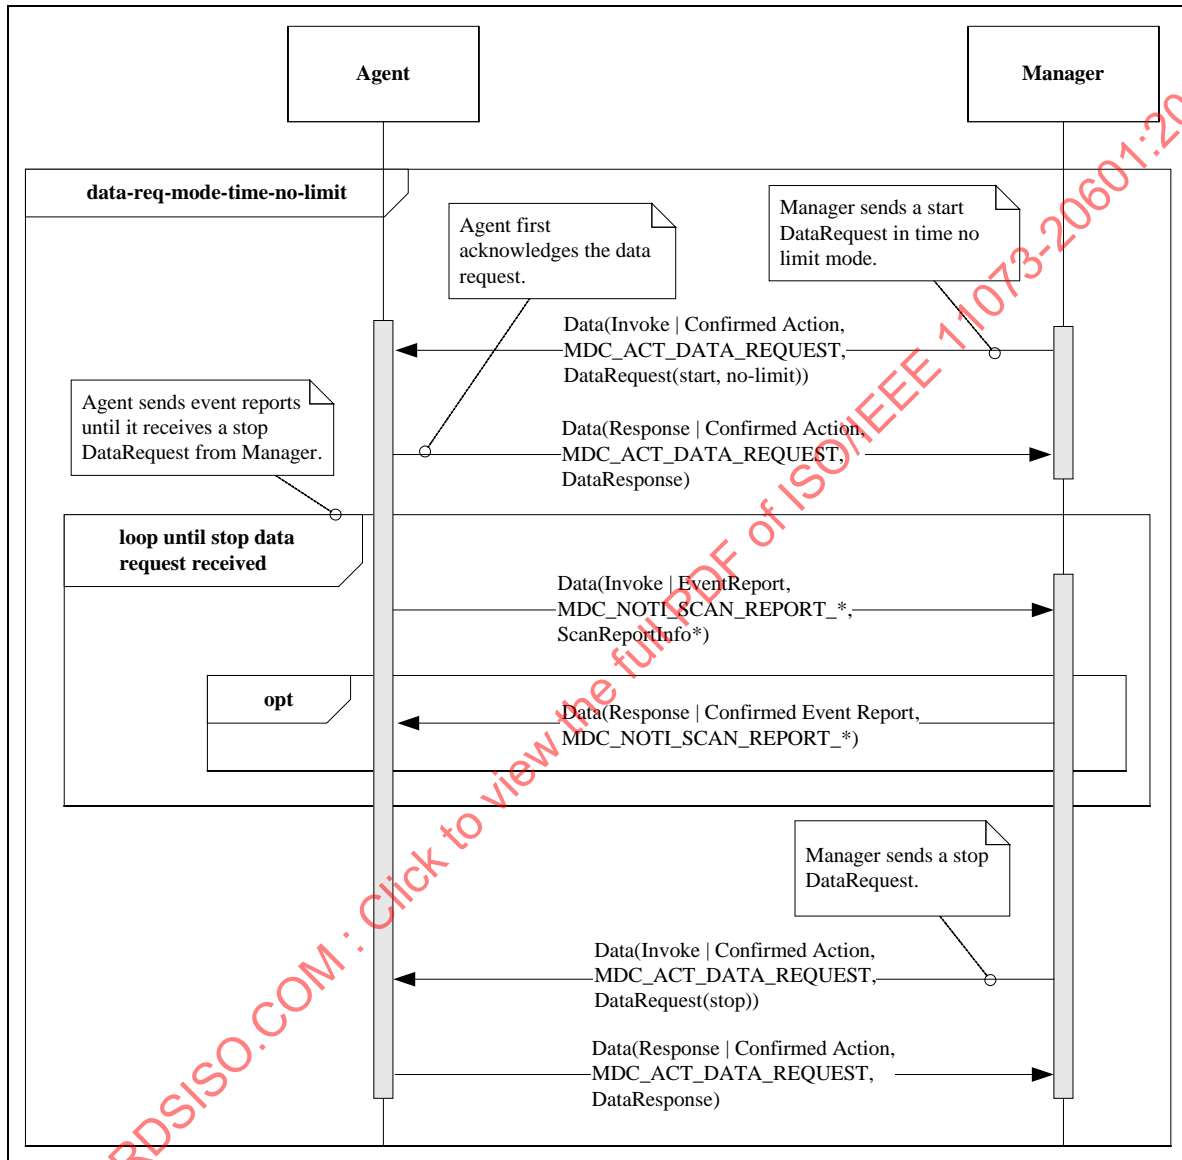 Agent
Manager
data-req-mode-time-no-limit
Agent first
acknowledges the data
request.
Manager sends a start
DataRequest in time no
limit mode.
Data(Invoke | Confirmed Action,
MDC_ACT_DATA_REQUEST,
DataRequest(start, no-limit))
Agent sends event reports
until it receives a stop
DataRequest from Manager.
Data(Response | Confirmed Action,
MDC_ACT_DATA_REQUEST,
DataResponse)
loop until stop data
request received
Data(Invoke | EventReport,
MDC_NOTI_SCAN_REPORT_*,
ScanReportInfo*)
opt
Data(Response | Confirmed Event Report,
MDC_NOTI_SCAN_REPORT_*)
Manager sends a stop
DataRequest.
Data(Invoke | Confirmed Action,
MDC_ACT_DATA_REQUEST,
DataRequest(stop))
Data(Response | Confirmed Action,
MDC_ACT_DATA_REQUEST,
DataResponse)
RDSISO.COM : Click to view the full PDF of ISO/IEEE 11073-20601:20